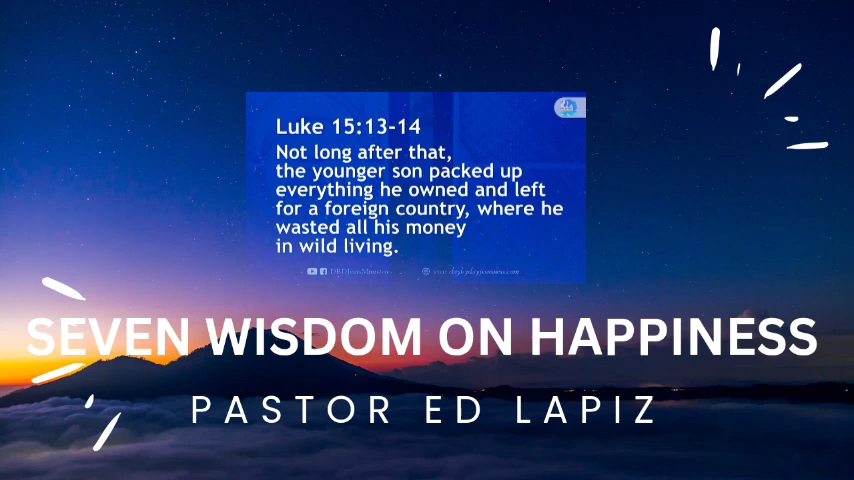 Luke 15:13-14
Not long after that,
the younger son packed up
everything he owned and left
for a foreign country, where he
wasted all his money
in wild living.
SEVEN WISDOM ON HAPPINESS
PASTOR ED LAPIZ